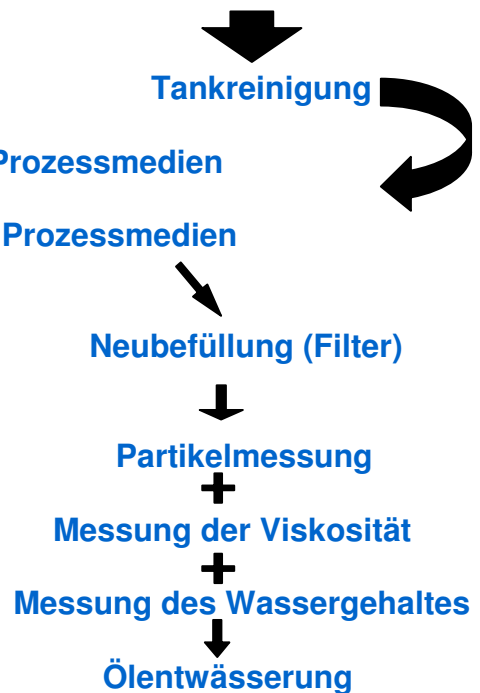 Tankreinigung
Prozessmedien
Prozessmedien
Neubefüllung (Filter)
Partikelmessung
Messung der Viskosität
Messung des Wassergehaltes
Ölentwässerung